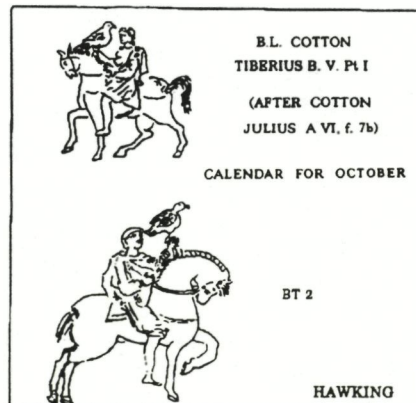 B.L. COTTON
TIBERIUS B. V. Pt I
(AFTER COTTON
JULIUS A VI, f. 7b)
CALENDAR FOR OCTOBER
BT 2
HAWKING